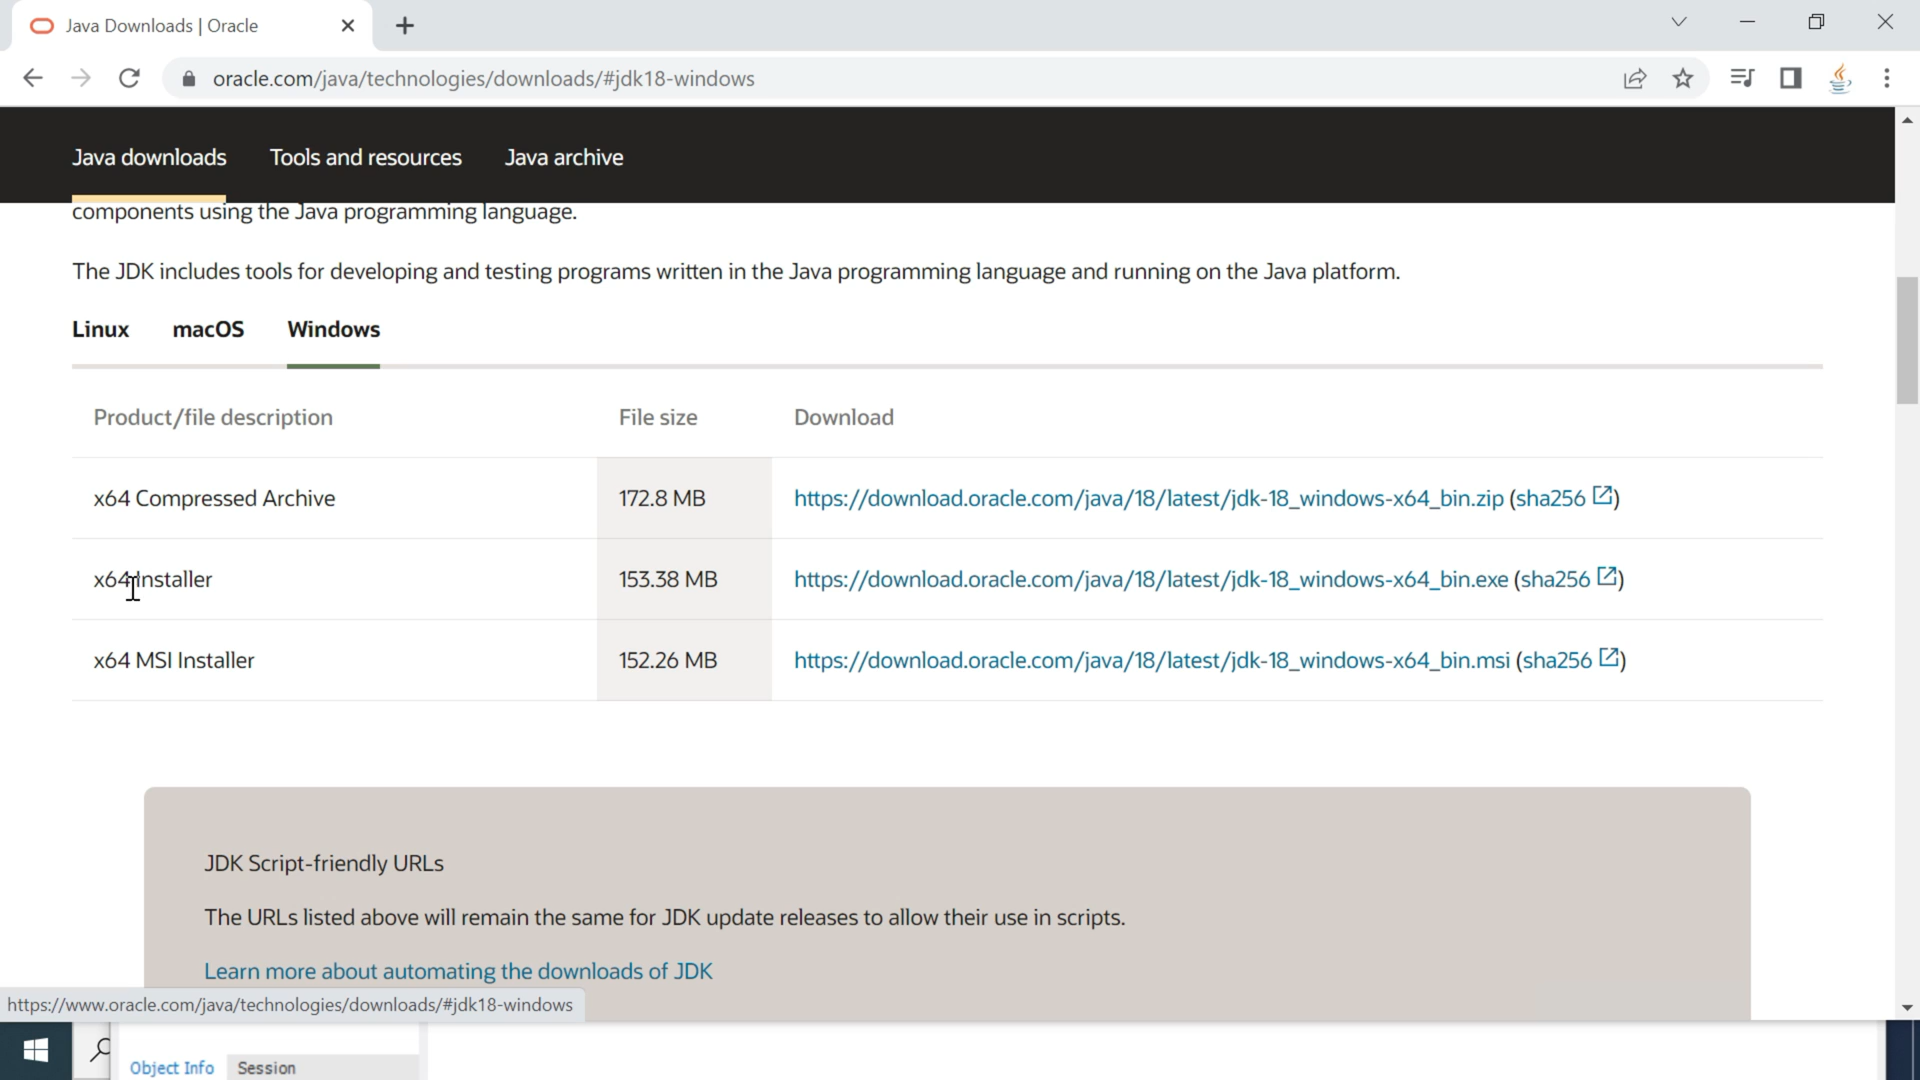 Java Downloads | Oracle
oracle.com/java/technologies/downloads/#jdk18-windows
Java downloads Tools and resources Java archive
components using the Java programming language.
The JDK includes tools for developing and testing programs written in the Java programming language and running on the Java platform.
Linux macOS Windows
Product/file description File size Download
x64 Compressed Archive 172.8 MB https://download.oracle.com/java/18/latest/jdk-18_windows-x64_bin.zip (sha256)
x64 Installer 153.38 MB https://download.oracle.com/java/18/latest/jdk-18_windows-x64_bin.exe (sha256)
x64 MSI Installer 152.26 MB https://download.oracle.com/java/18/latest/jdk-18_windows-x64_bin.msi (sha256)
JDK Script-friendly URLs
The URLs listed above will remain the same for JDK update releases to allow their use in scripts.
Learn more about automating the downloads of JDK
https://www.oracle.com/java/technologies/downloads/#jdk18-windows
Object Info Session